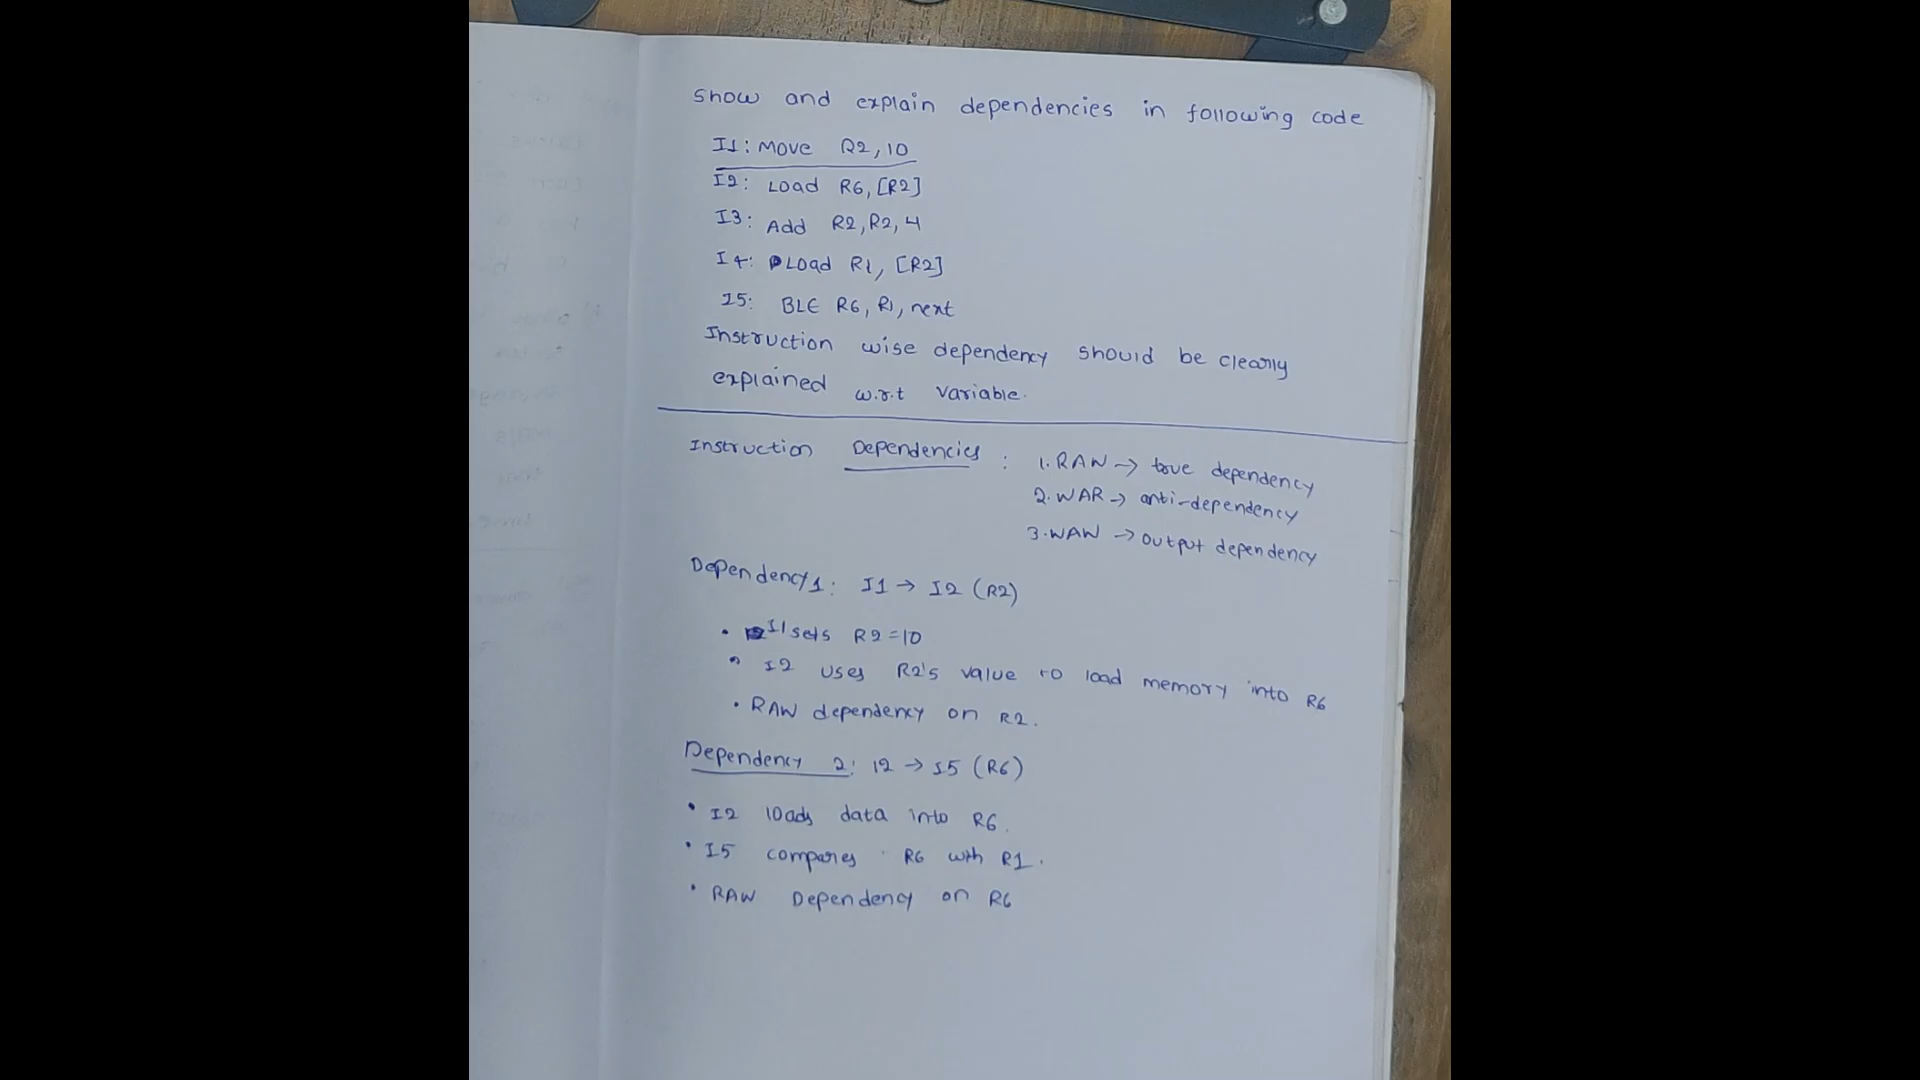 Show and explain dependencies in following code
I1: Move R2, 10
I2: Load R6, [R2]
I3: Add R2, R2, 4
I4: Load R1, [R2]
I5: BLE R6, R1, next
Instruction wise dependency should be clearly
explained w.r.t variable.
Instruction Dependencies : 1. RAW -> true dependency
2. WAR -> anti-dependency
3. WAW -> output dependency
Dependency 1: I1 -> I2 (R2)
• I1 sets R2 = 10
• I2 uses R2's value to load memory into R6
• RAW dependency on R2.
Dependency 2: I2 -> I5 (R6)
• I2 loads data into R6.
• I5 compares R6 with R1.
• RAW Dependency on R6